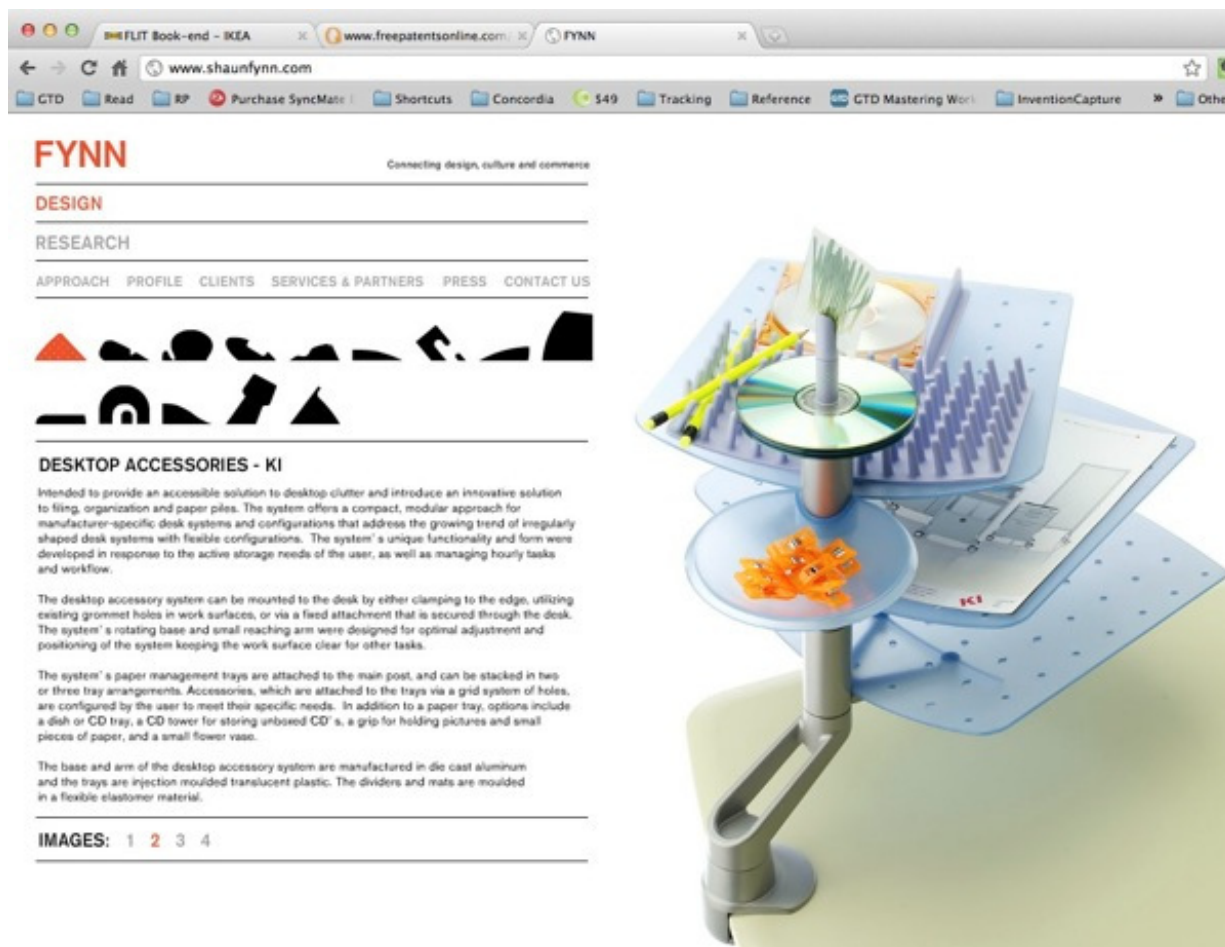 FLIT Book-end – IKEA
www.freepatentsonline.com/
FYNN
www.shaunfynn.com
GTD Read RP Purchase SyncMate Shortcuts Concordia $49 Tracking Reference GTD Mastering Work InventionCapture » Othe
FYNN
Connecting design, culture and commerce
DESIGN
RESEARCH
APPROACH PROFILE CLIENTS SERVICES & PARTNERS PRESS CONTACT US
DESKTOP ACCESSORIES - KI
Intended to provide an accessible solution to desktop clutter and introduce an innovative solution
to filing, organization and paper piles. The system offers a compact, modular approach for
manufacturer-specific desk systems and configurations that address the growing trend of irregularly
shaped desk systems with flexible configurations. The system' s unique functionality and form were
developed in response to the active storage needs of the user, as well as managing hourly tasks
and workflow.
The desktop accessory system can be mounted to the desk by either clamping to the edge, utilizing
existing grommet holes in work surfaces, or via a fixed attachment that is secured through the desk.
The system' s rotating base and small reaching arm were designed for optimal adjustment and
positioning of the system keeping the work surface clear for other tasks.
The system' s paper management trays are attached to the main post, and can be stacked in two
or three tray arrangements. Accessories, which are attached to the trays via a grid system of holes,
are configured by the user to meet their specific needs. In addition to a paper tray, options include
a dish or CD tray, a CD tower for storing unboxed CD' s, a grip for holding pictures and small
pieces of paper, and a small flower vase.
The base and arm of the desktop accessory system are manufactured in die cast aluminum
and the trays are injection moulded translucent plastic. The dividers and mats are moulded
in a flexible elastomer material.
IMAGES: 1 2 3 4
KI